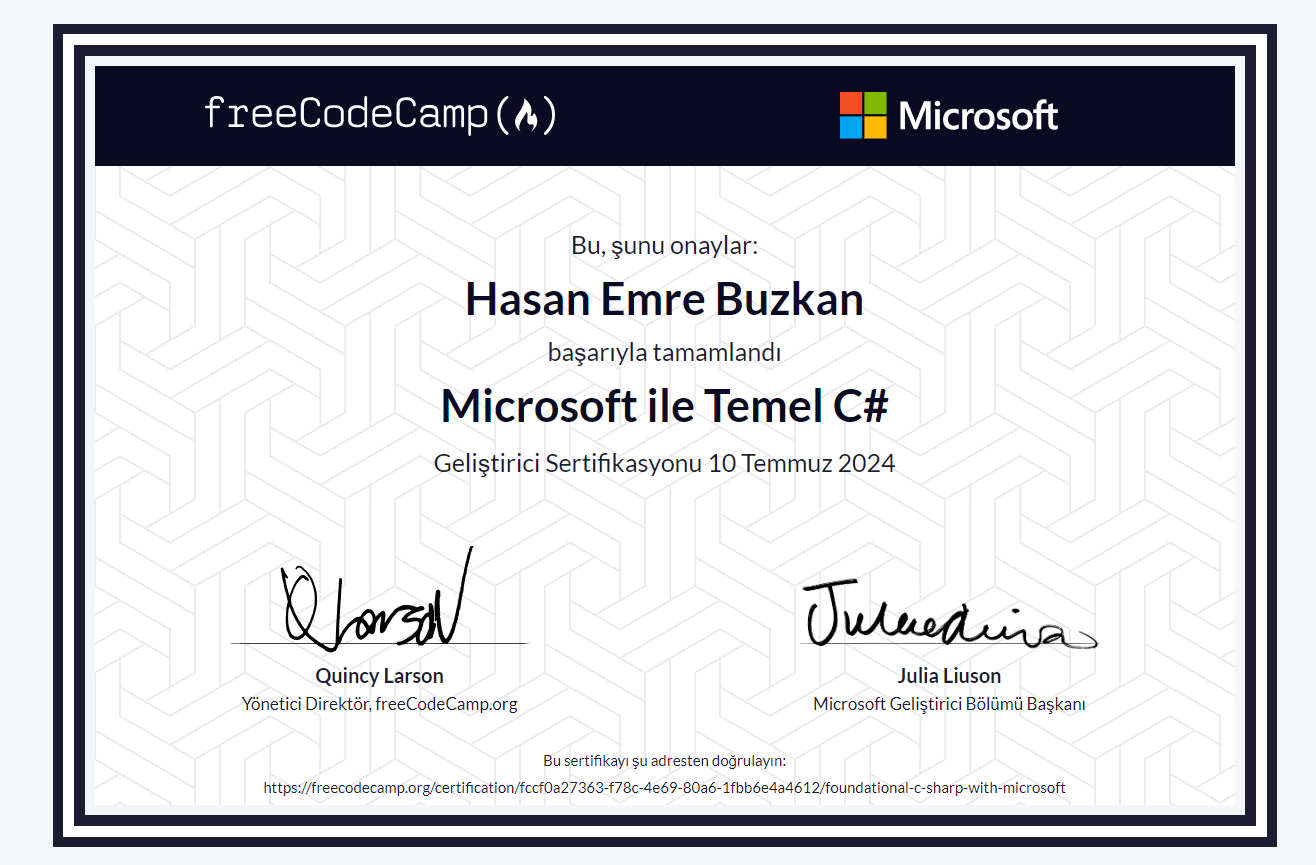 freeCodeCamp(🔥)
Microsoft
Bu, şunu onaylar:
Hasan Emre Buzkan
başarıyla tamamlandı
Microsoft ile Temel C#
Geliştirici Sertifikasyonu 10 Temmuz 2024
Q Larson
Quincy Larson
Yönetici Direktör, freeCodeCamp.org
Julia Liuson
Microsoft Geliştirici Bölümü Başkanı
Bu sertifikayı şu adresten doğrulayın:
https://freecodecamp.org/certification/fccf0a27363-f78c-4e69-80a6-1fbb6e4a4612/foundational-c-sharp-with-microsoft